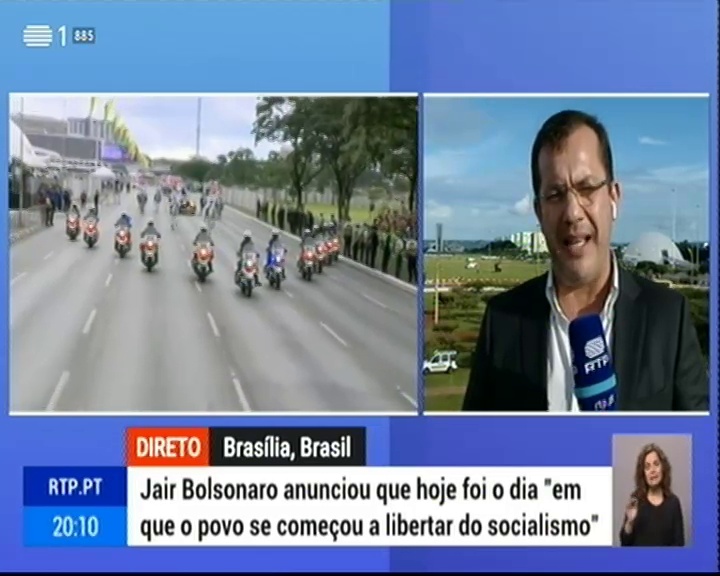 1 885
RTP
DIRETO Brasília, Brasil
RTP.PT
20:10
Jair Bolsonaro anunciou que hoje foi o dia "em
que o povo se começou a libertar do socialismo"